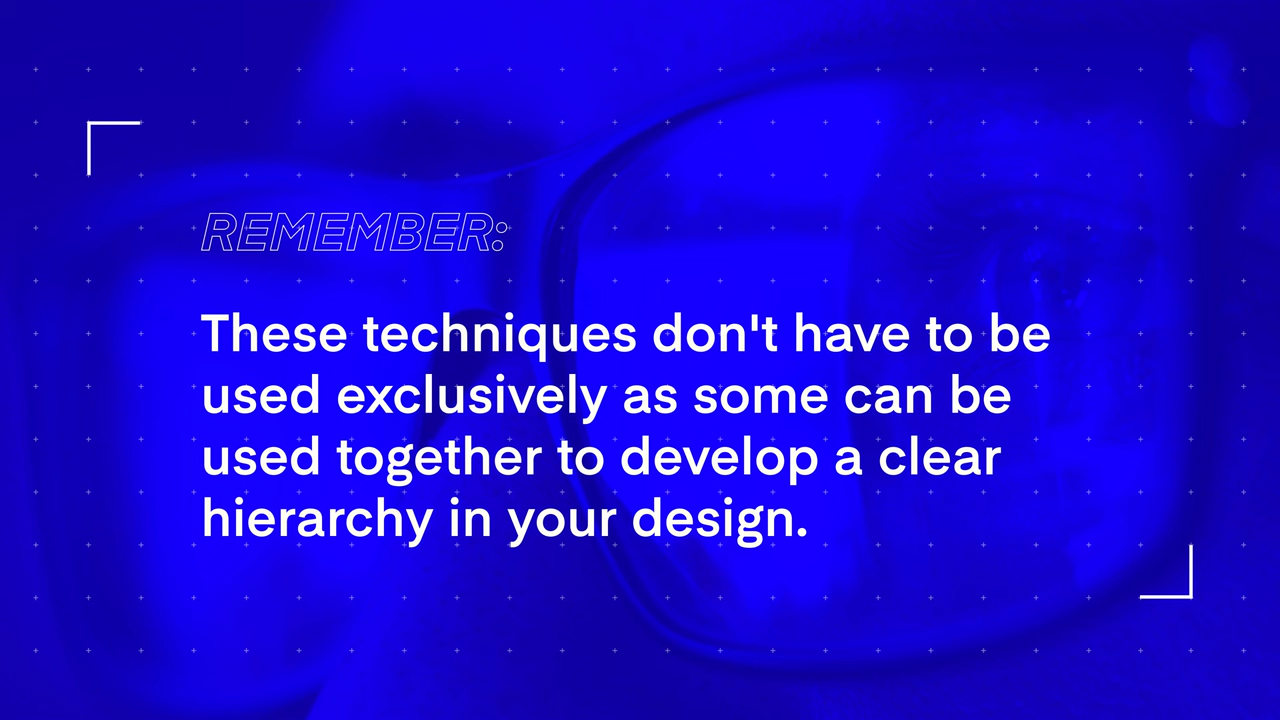 REMEMBER:
These techniques don't have to be
used exclusively as some can be
used together to develop a clear
hierarchy in your design.